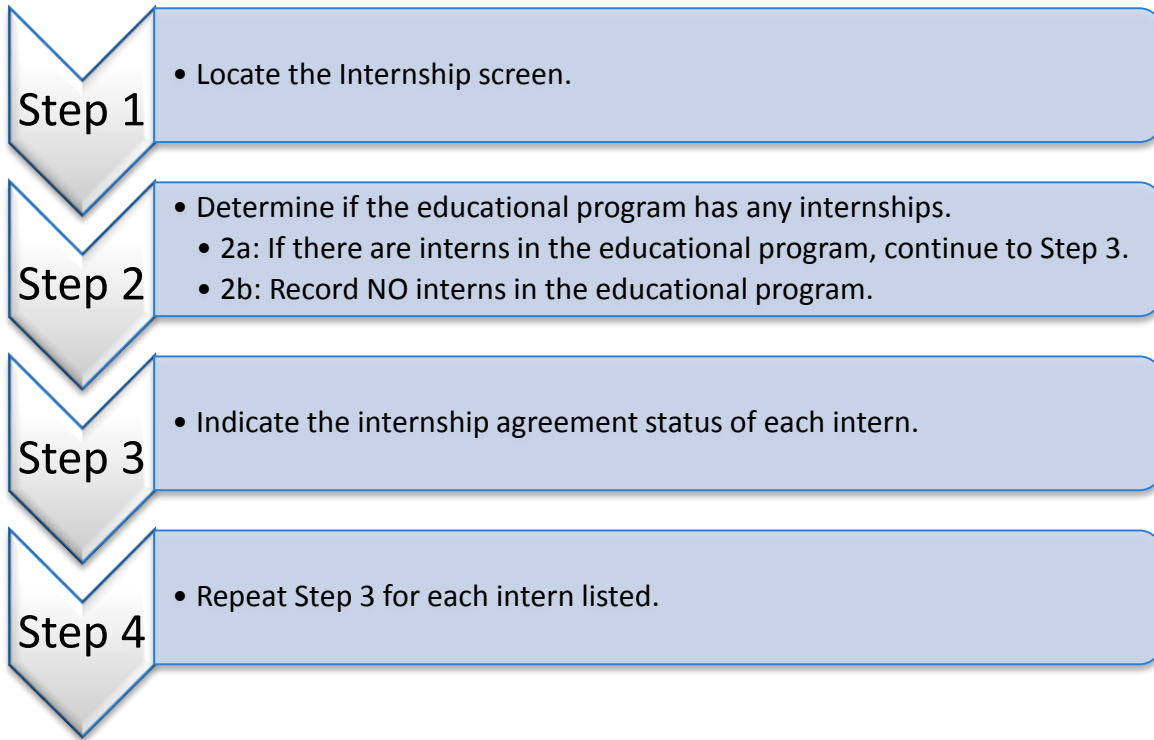 Step 1
• Locate the Internship screen.
Step 2
• Determine if the educational program has any internships.
• 2a: If there are interns in the educational program, continue to Step 3.
• 2b: Record NO interns in the educational program.
Step 3
• Indicate the internship agreement status of each intern.
Step 4
• Repeat Step 3 for each intern listed.